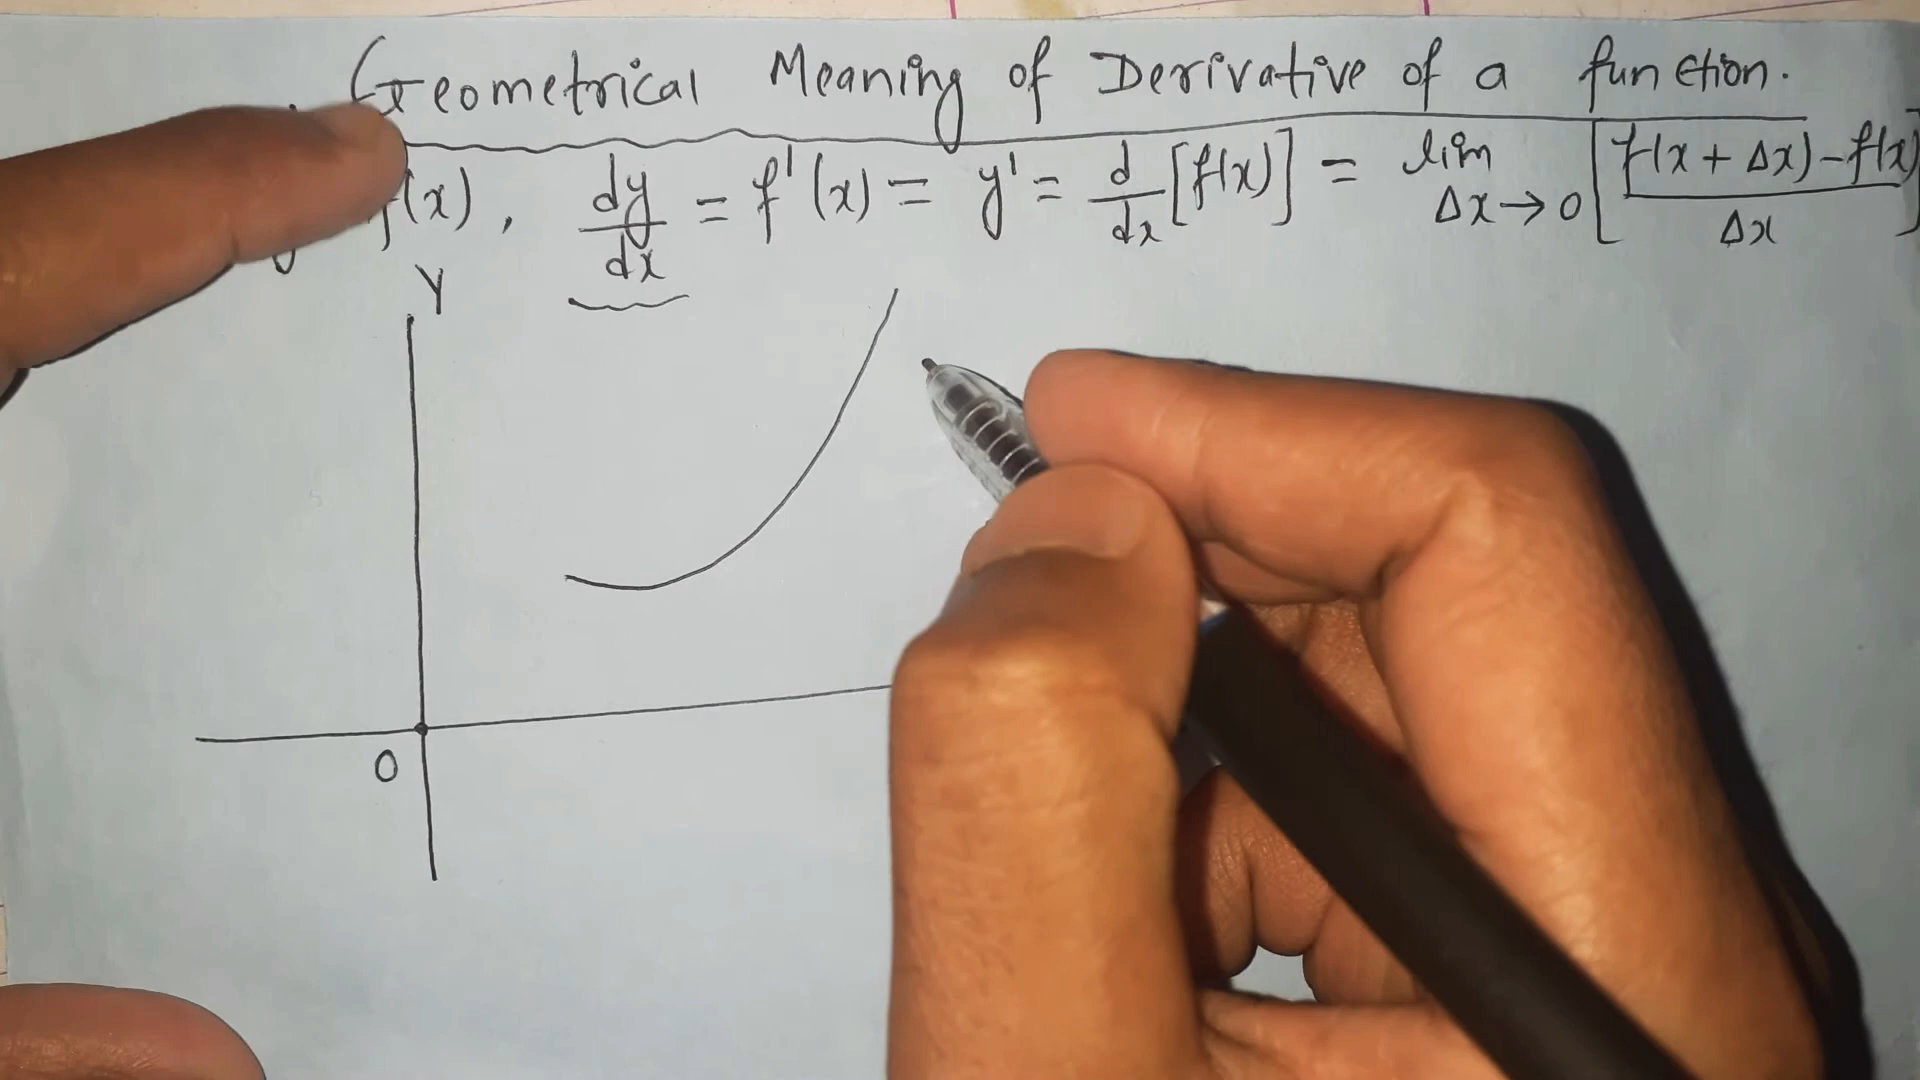 Geometrical Meaning of Derivative of a function.
f(x), dy/dx = f'(x) = y' = d/dx [f(x)] = lim Δx→0 [f(x + Δx) - f(x) / Δx]
Y
O